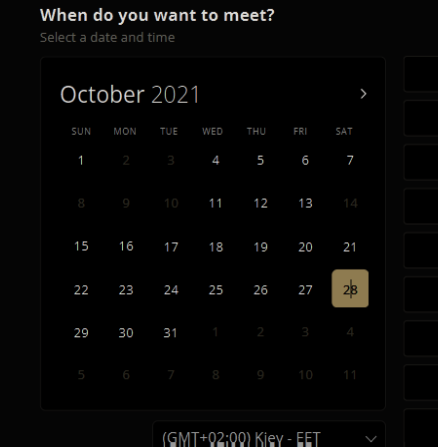 When do you want to meet?
Select a date and time
October 2021
SUN MON TUE WED THU FRI SAT
1 2 3 4 5 6 7
8 9 10 11 12 13 14
15 16 17 18 19 20 21
22 23 24 25 26 27 28
29 30 31 1 2 3 4
5 6 7 8 9 10 11
(GMT+02:00) Kiev - EET